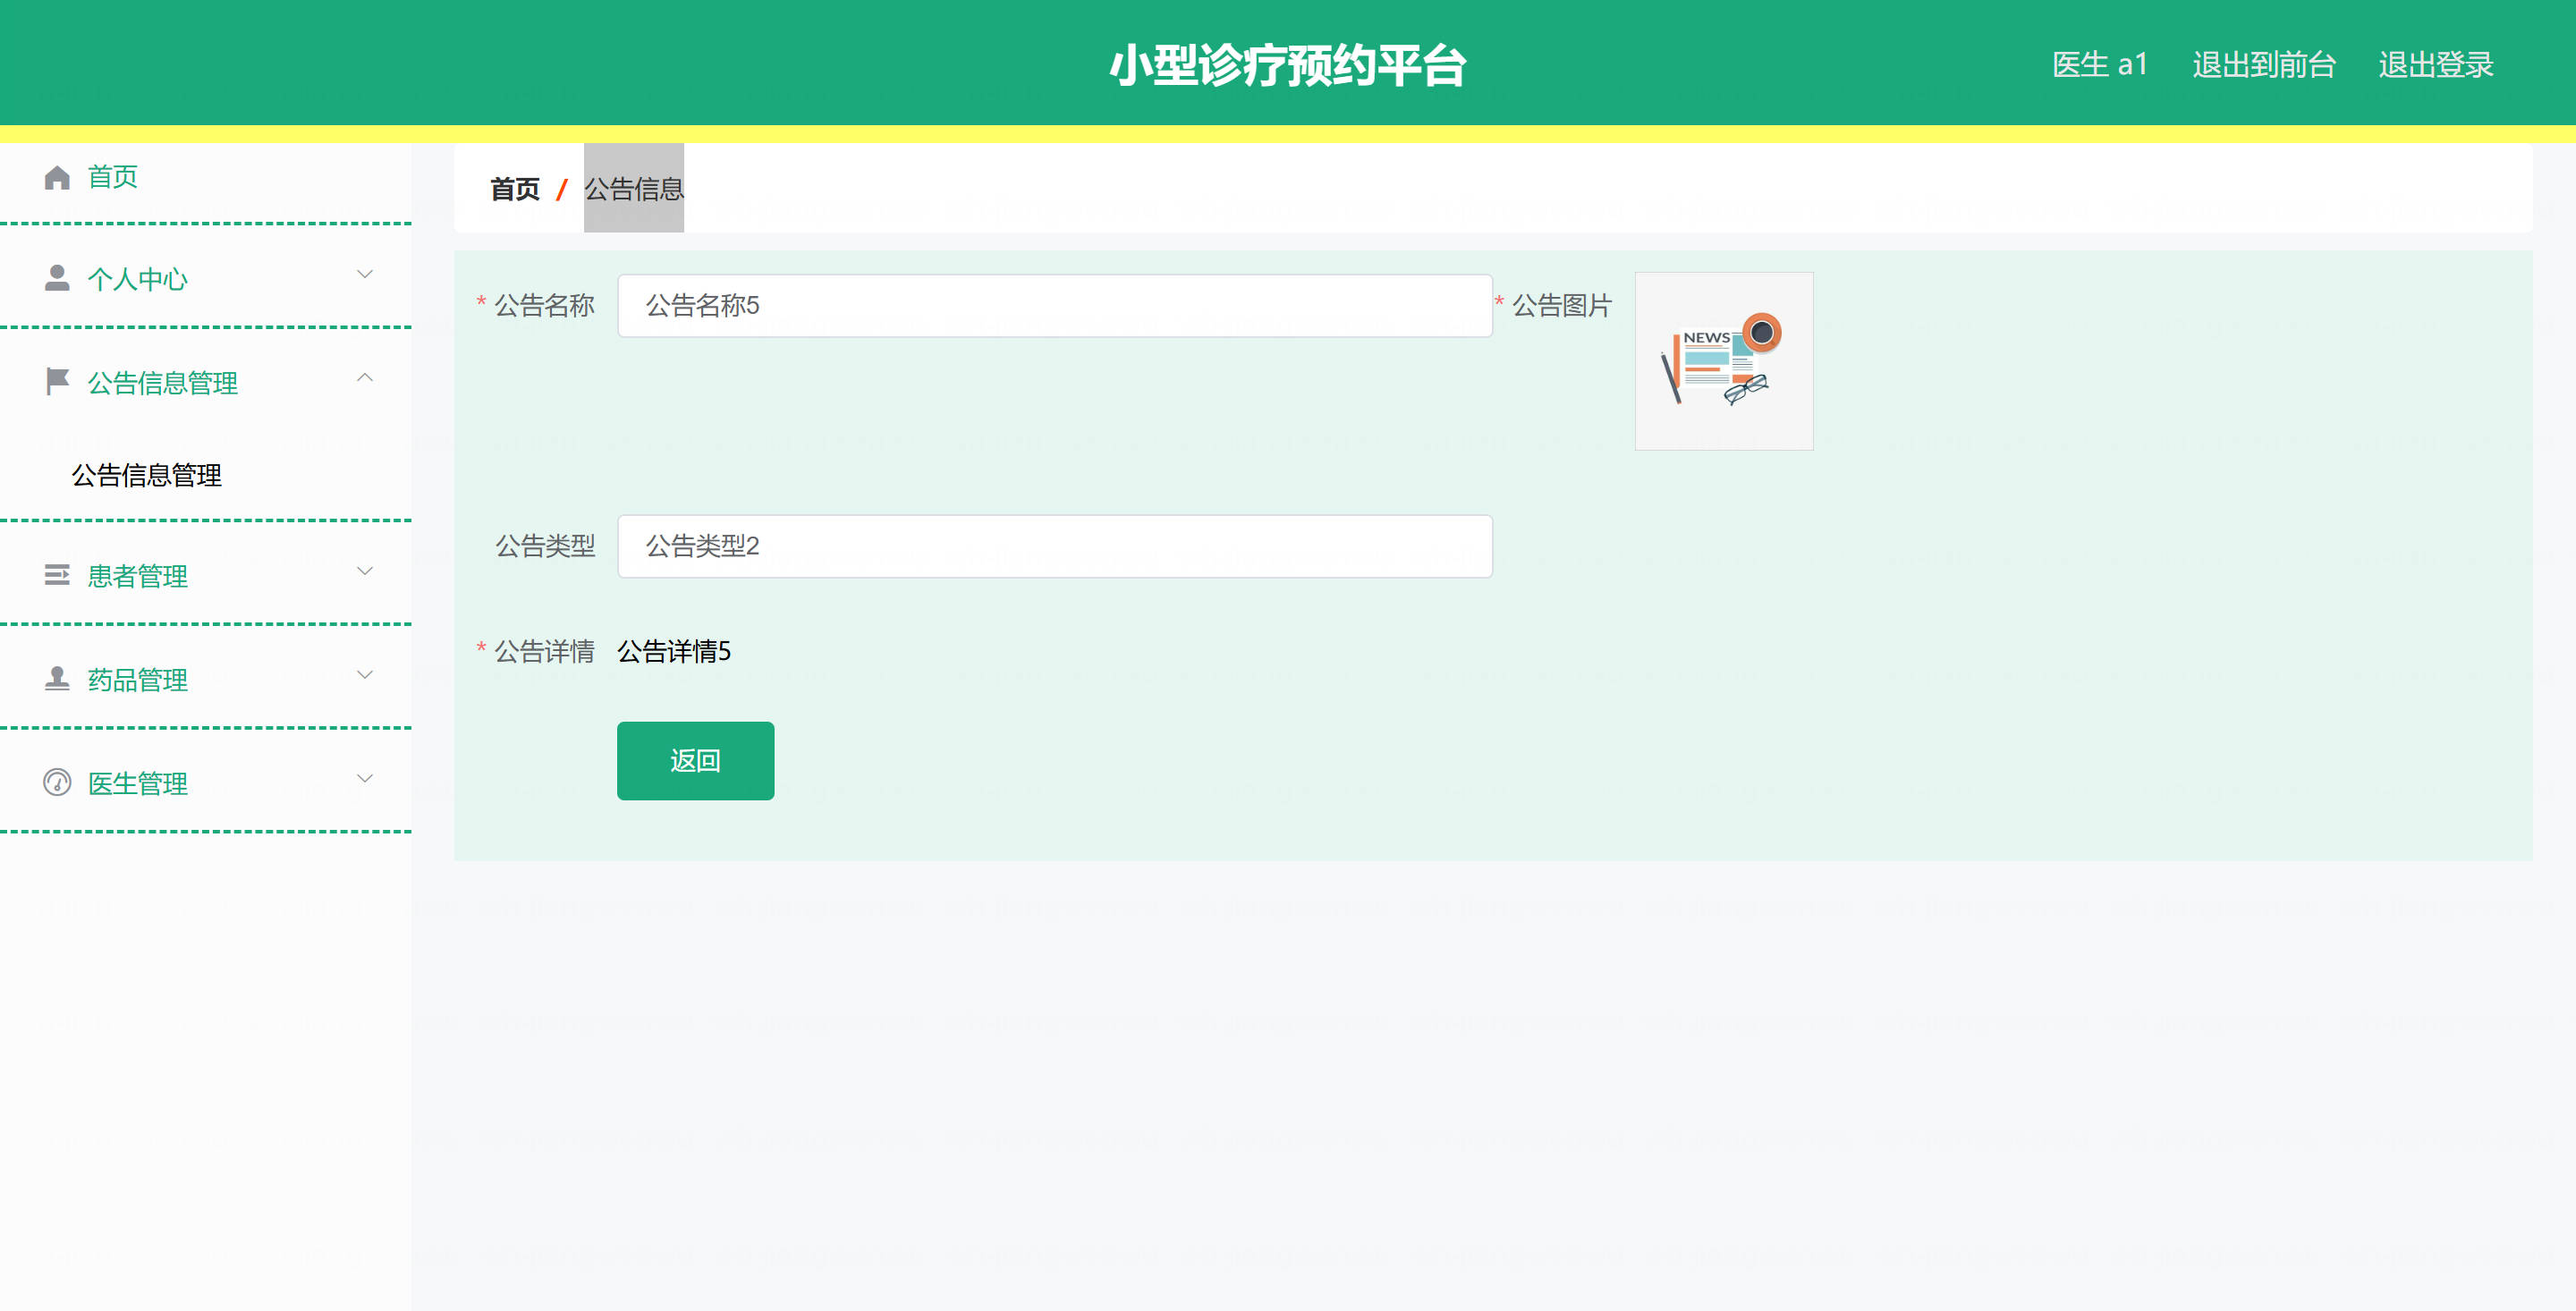 小型诊疗预约平台
医生 a1 退出到前台 退出登录
首页
个人中心
公告信息管理
公告信息管理
患者管理
药品管理
医生管理
首页 / 公告信息
* 公告名称 公告名称5
* 公告图片
NEWS
公告类型 公告类型2
* 公告详情 公告详情5
返回